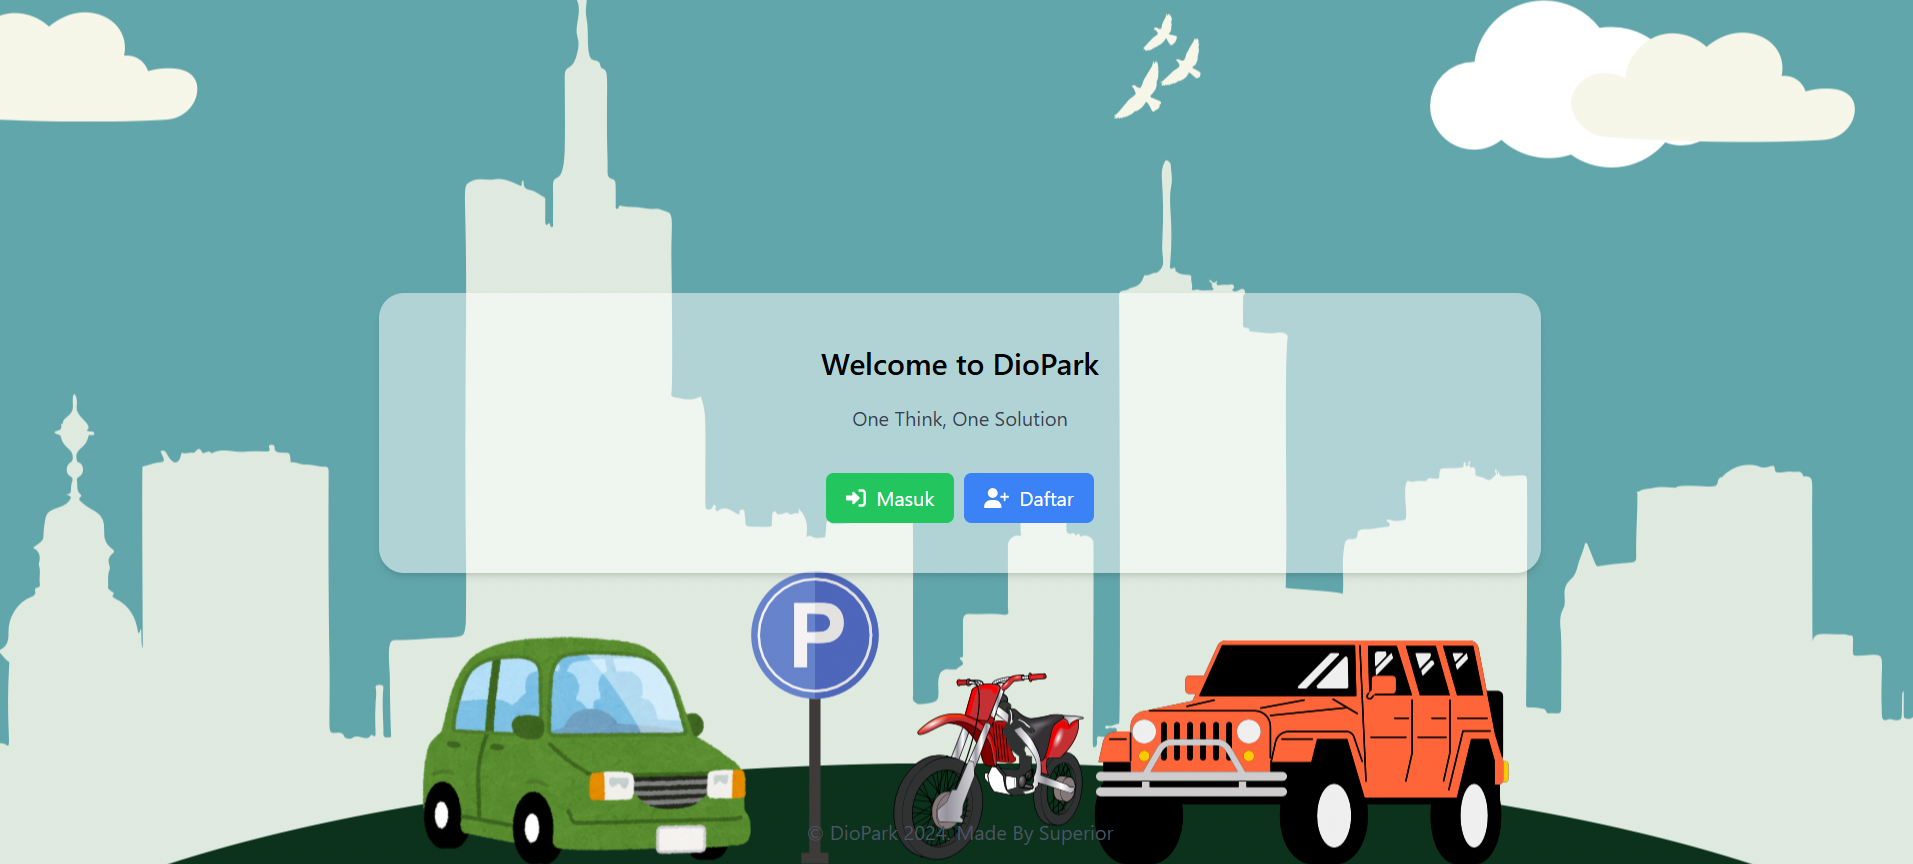 Welcome to DioPark
One Think, One Solution
Masuk
Daftar
P
© DioPark 2024. Made By Superior